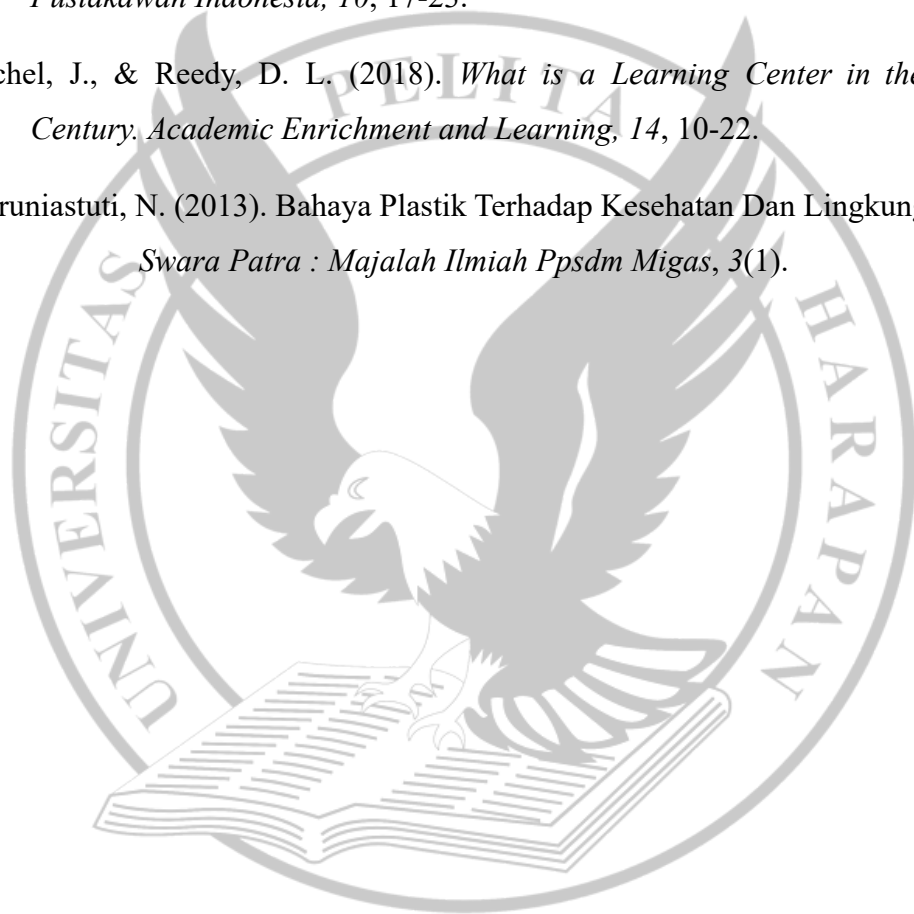 Pustakawan Indonesia, 10, 17-23.
chel, J., & Reedy, D. L. (2018). What is a Learning Center in the
Century. Academic Enrichment and Learning, 14, 10-22.
runiastuti, N. (2013). Bahaya Plastik Terhadap Kesehatan Dan Lingkung
Swara Patra : Majalah Ilmiah Ppsdm Migas, 3(1).
UNIVERSITAS PELITA HARAPAN